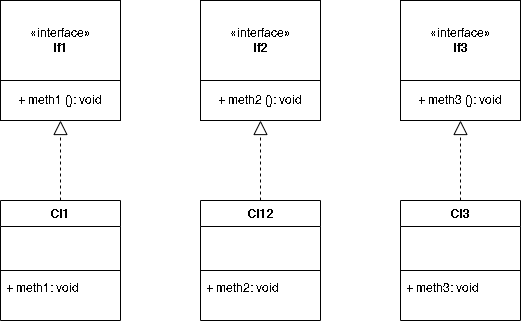 «interface»
If1
+ meth1 (): void
«interface»
If2
+ meth2 (): void
«interface»
If3
+ meth3 (): void
Cl1
+ meth1: void
Cl12
+ meth2: void
Cl3
+ meth3: void